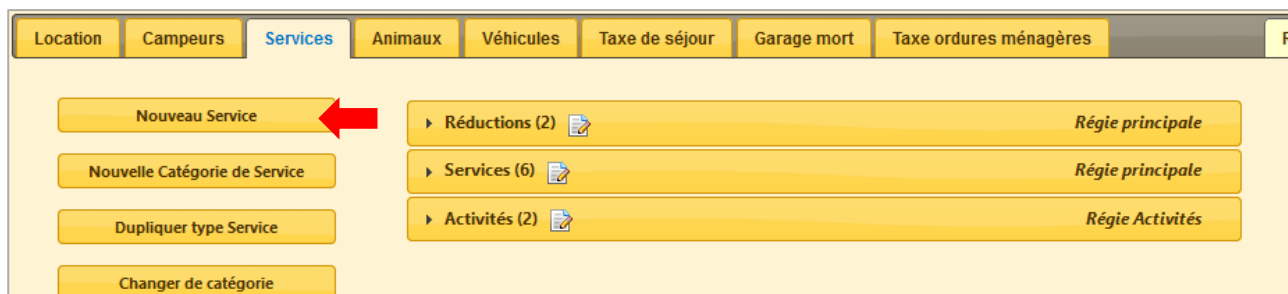 Location Campeurs Services Animaux Véhicules Taxe de séjour Garage mort Taxe ordures ménagères
Nouveau Service
Nouvelle Catégorie de Service
Dupliquer type Service
Changer de catégorie
Réductions (2) Régie principale
Services (6) Régie principale
Activités (2) Régie Activités